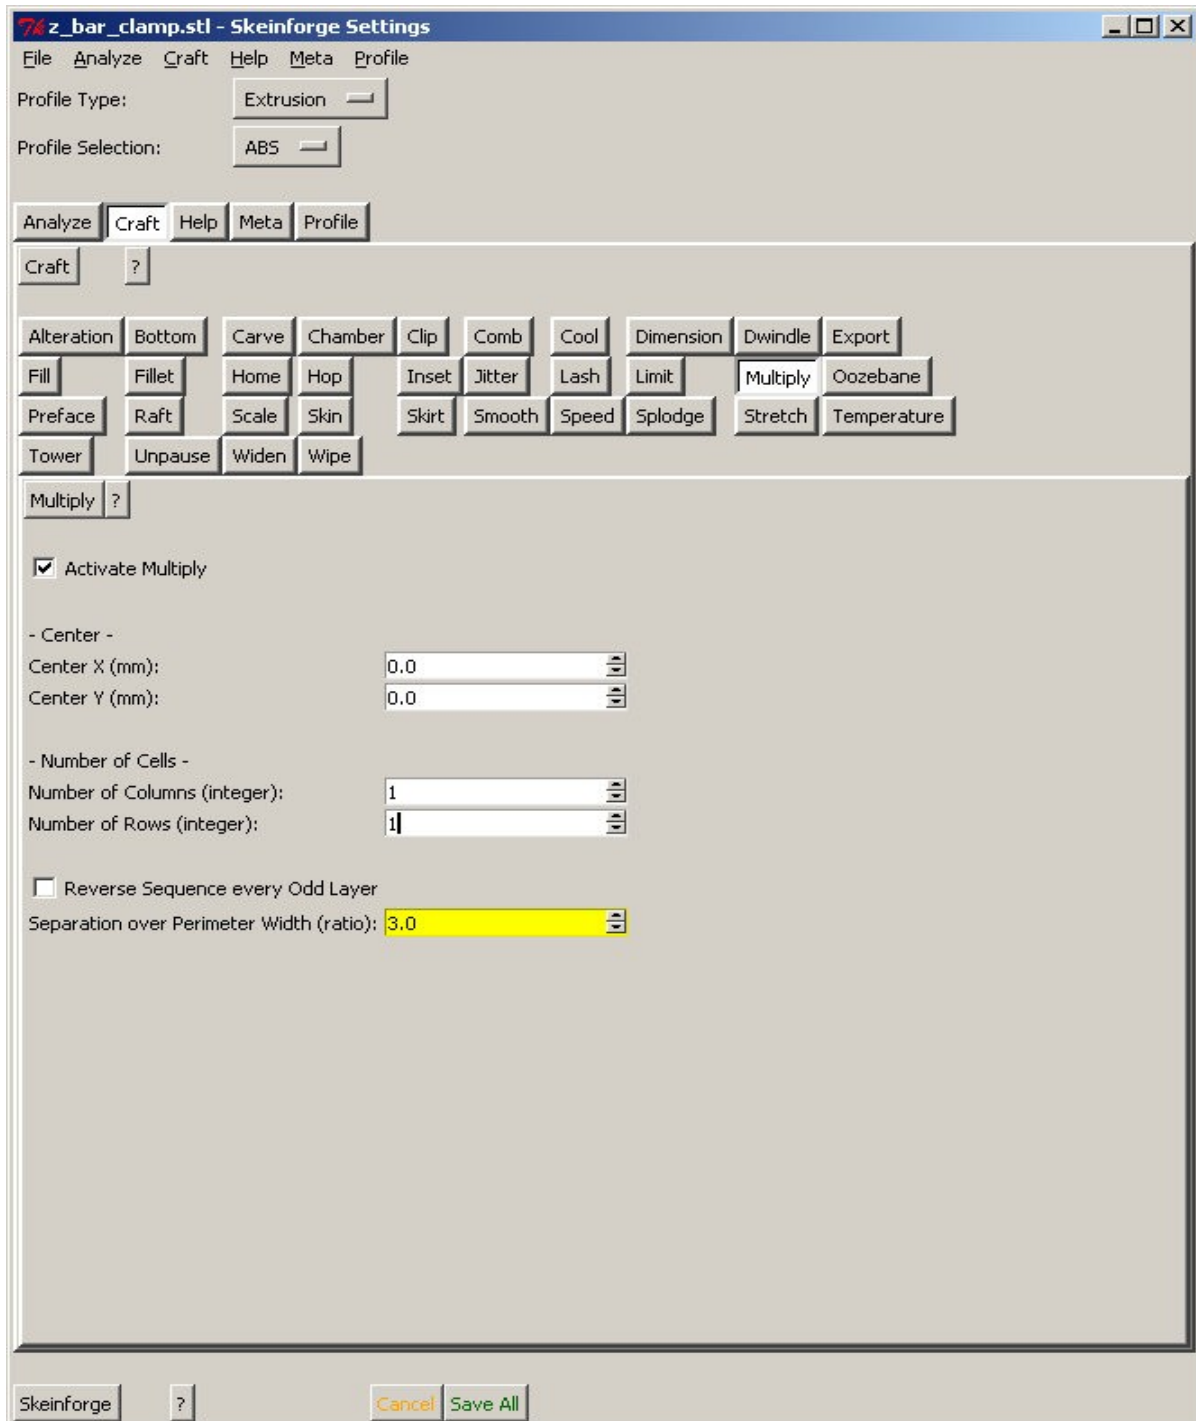 z_bar_clamp.stl - Skeinforge Settings
File Analyze Craft Help Meta Profile
Profile Type: Extrusion
Profile Selection: ABS
Analyze Craft Help Meta Profile
Craft ?
Alteration Bottom Carve Chamber Clip Comb Cool Dimension Dwindle Export
Fill Fillet Home Hop Inset Jitter Lash Limit Multiply Oozebane
Preface Raft Scale Skin Skirt Smooth Speed Splodge Stretch Temperature
Tower Unpause Widen Wipe
Multiply ?
Activate Multiply
- Center -
Center X (mm): 0.0
Center Y (mm): 0.0
- Number of Cells -
Number of Columns (integer): 1
Number of Rows (integer): 1
Reverse Sequence every Odd Layer
Separation over Perimeter Width (ratio): 3.0
Skeinforge ? Cancel Save All